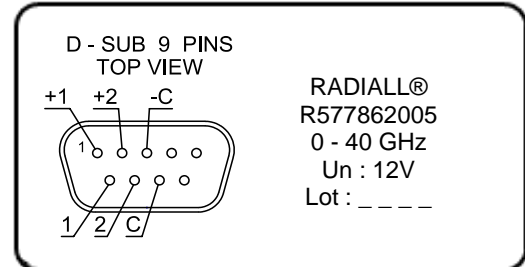 D - SUB 9 PINS
TOP VIEW
+1 +2 -C
1
1 2 C
RADIALL®
R577862005
0 - 40 GHz
Un : 12V
Lot : _ _ _ _